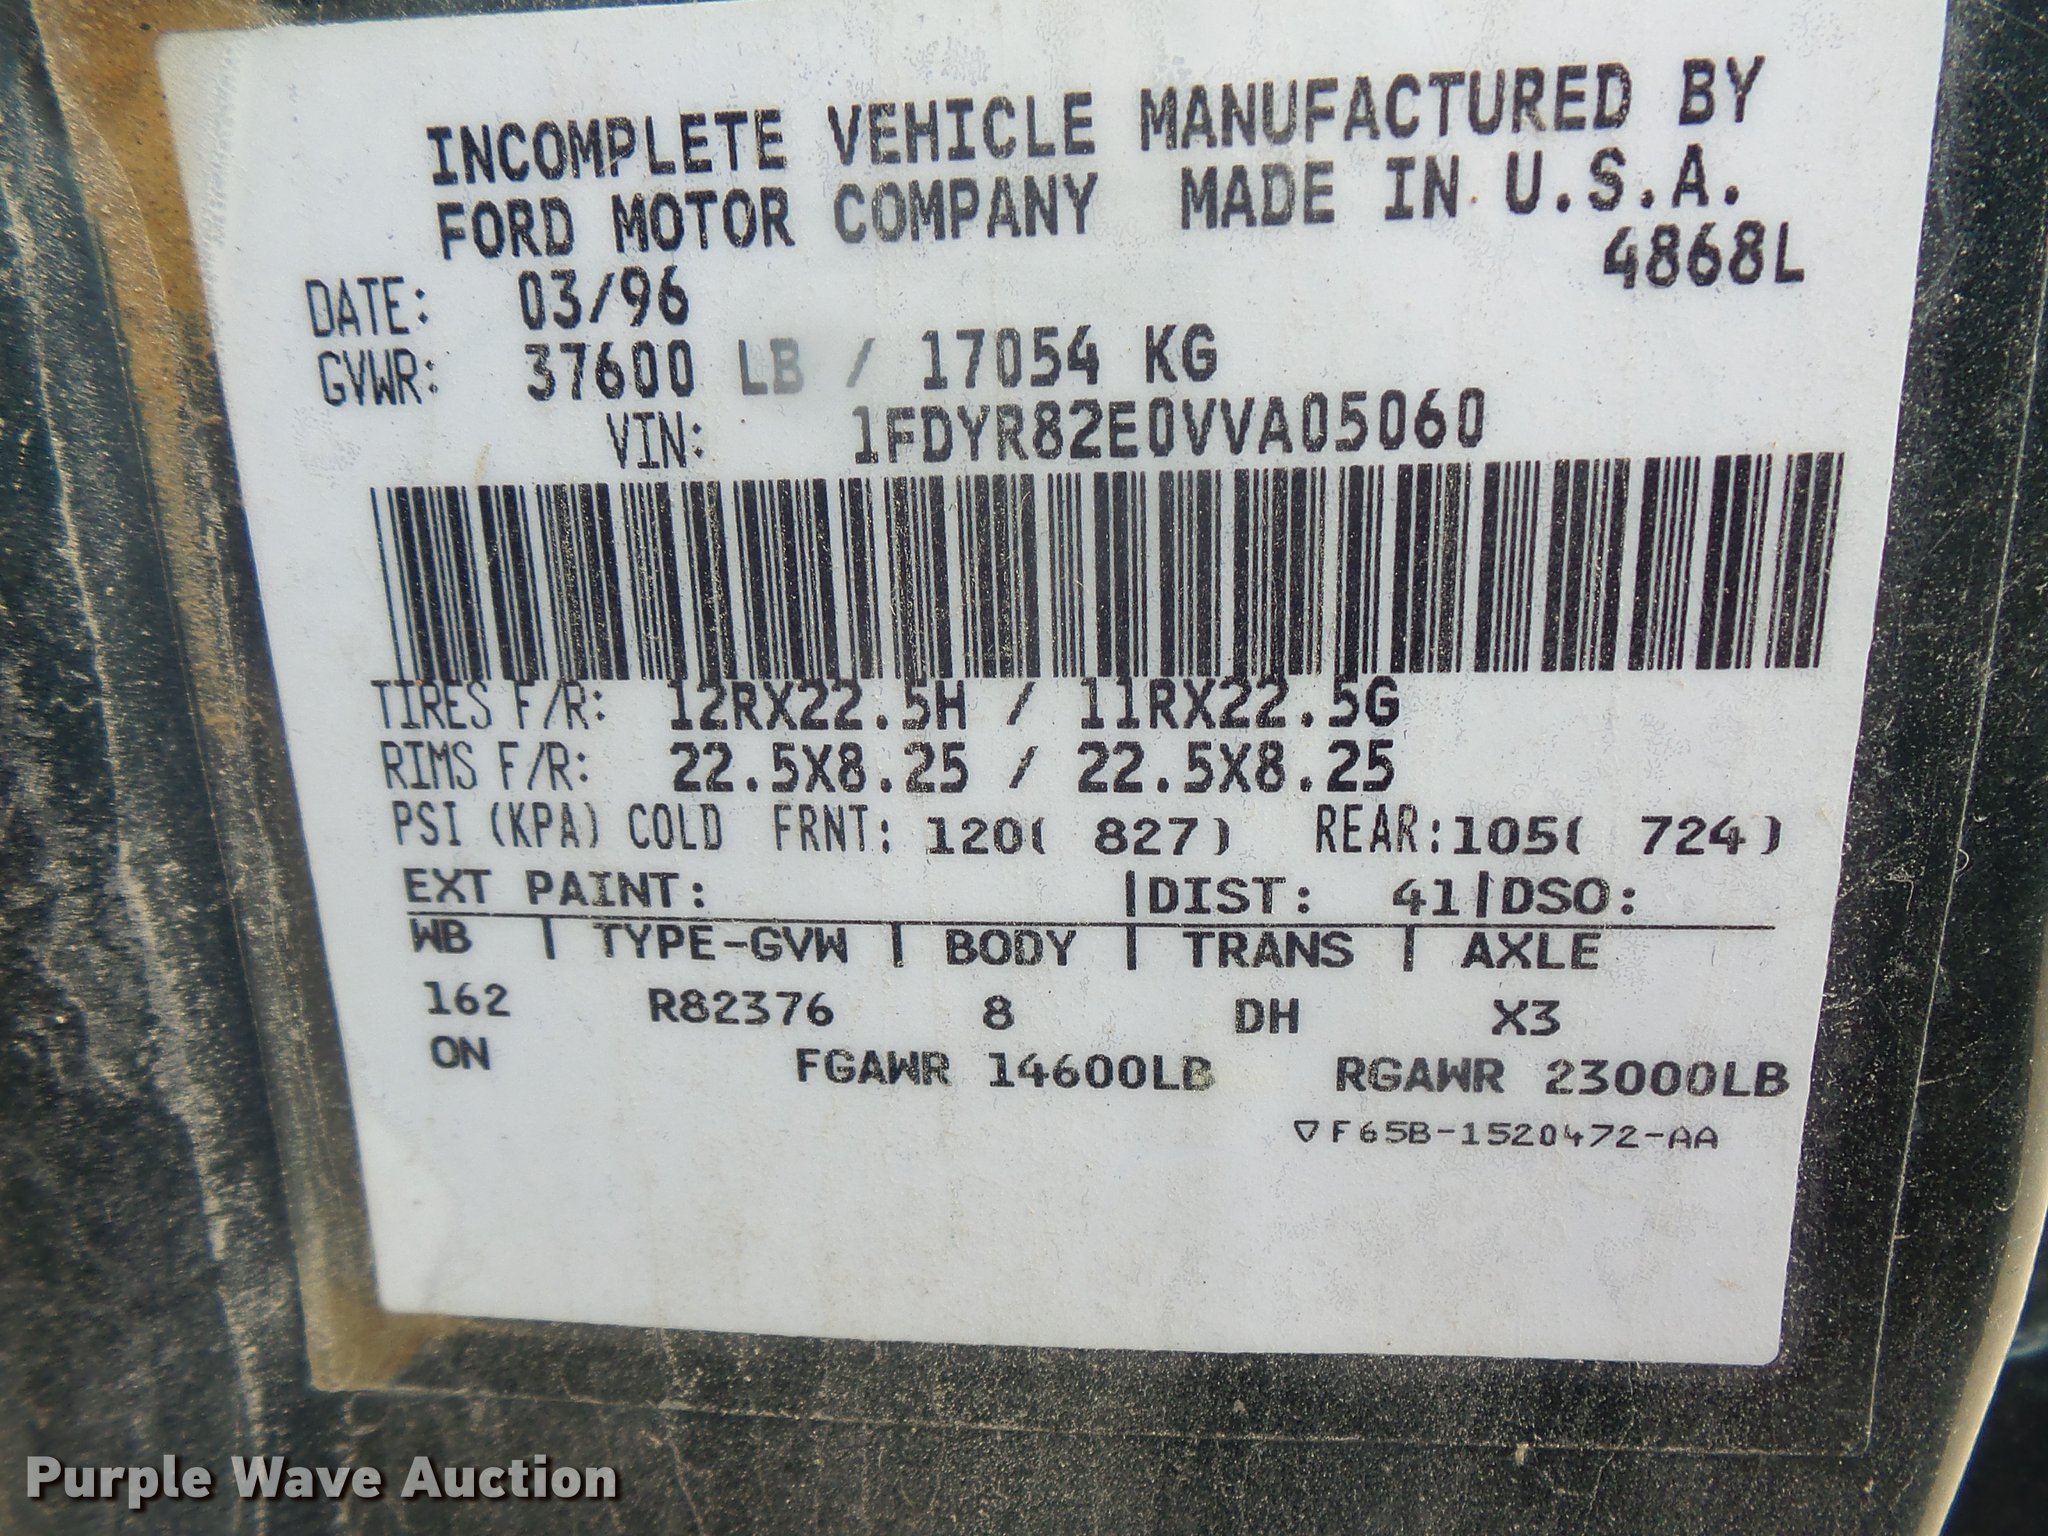 INCOMPLETE VEHICLE MANUFACTURED BY
FORD MOTOR COMPANY MADE IN U.S.A.
4868L
DATE: 03/96
GVWR: 37600 LB / 17054 KG
VIN: 1FDYR82E0VVA05060
TIRES F/R: 12RX22.5H / 11RX22.5G
RIMS F/R: 22.5X8.25 / 22.5X8.25
PSI (KPA) COLD FRNT: 120( 827) REAR:105( 724)
EXT PAINT: |DIST: 41|DSO:
WB | TYPE-GVW | BODY | TRANS | AXLE
162 R82376 8 DH X3
ON FGAWR 14600LB RGAWR 23000LB
▽F65B-1520472-AA
Purple Wave Auction